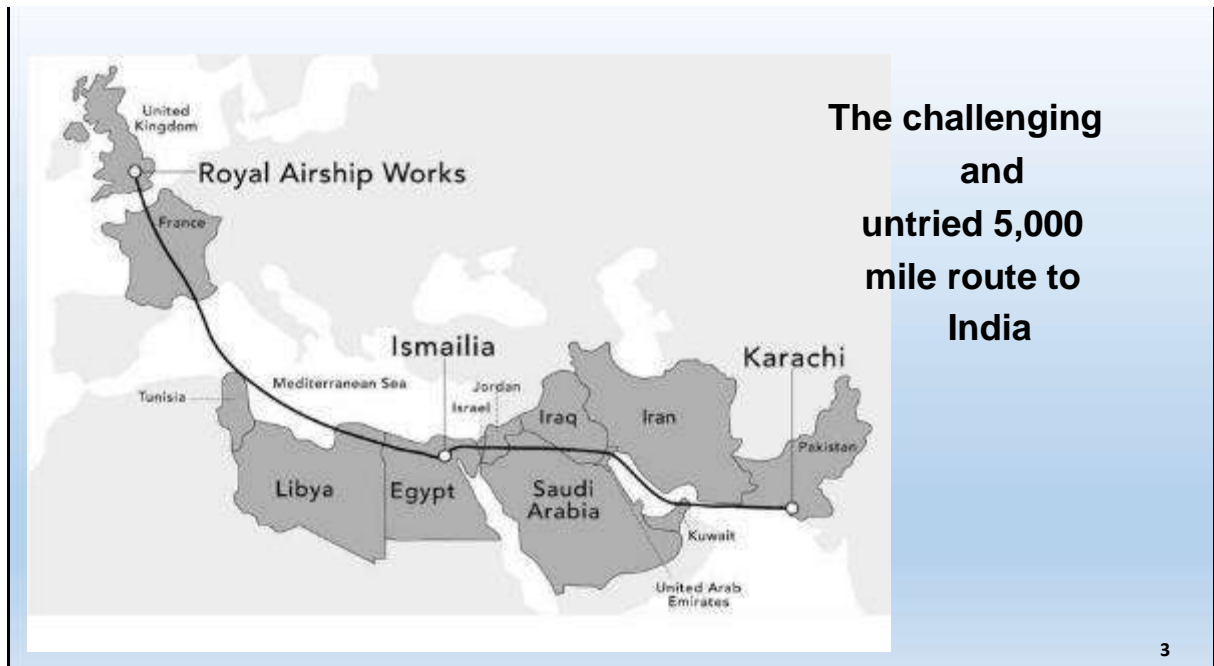 The challenging
and
untried 5,000
mile route to
India
United
Kingdom
Royal Airship Works
France
Ismailia
Karachi
Mediterranean Sea
Jordan
Tunisia
Israel
Iraq
Iran
Pakistan
Libya
Egypt
Saudi
Arabia
Kuwait
United Arab
Emirates
3